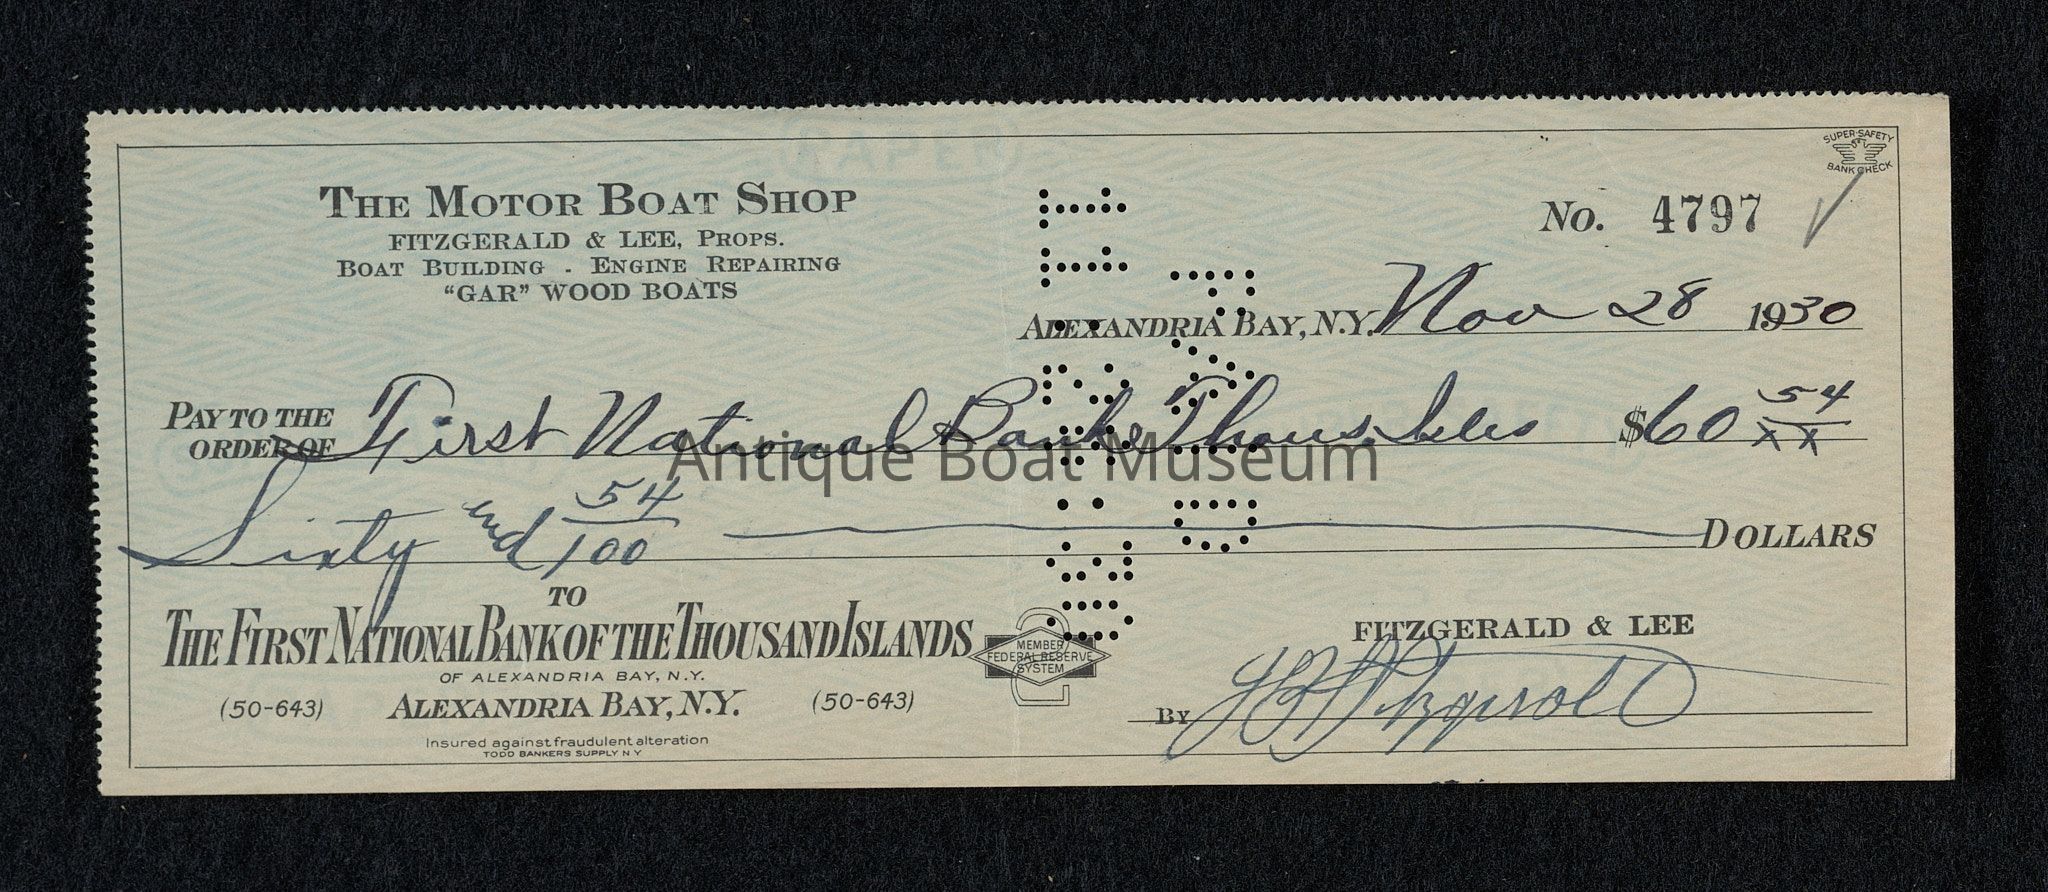 SUPER-SAFETY
BANK CHECK
THE MOTOR BOAT SHOP
FITZGERALD & LEE, PROPS.
BOAT BUILDING - ENGINE REPAIRING
"GAR" WOOD BOATS
No. 4797
ALEXANDRIA BAY, N.Y. Nov 28 1930
PAY TO THE
ORDER OF First National Bank Thous. Isles $60 54/xx
Antique Boat Museum
Sixty and 54/100 DOLLARS
TO
THE FIRST NATIONAL BANK OF THE THOUSAND ISLANDS
OF ALEXANDRIA BAY, N.Y.
(50-643) ALEXANDRIA BAY, N.Y. (50-643)
Insured against fraudulent alteration
TODD BANKERS SUPPLY N Y
MEMBER
FEDERAL RESERVE
SYSTEM
FITZGERALD & LEE
BY Fitzgerald